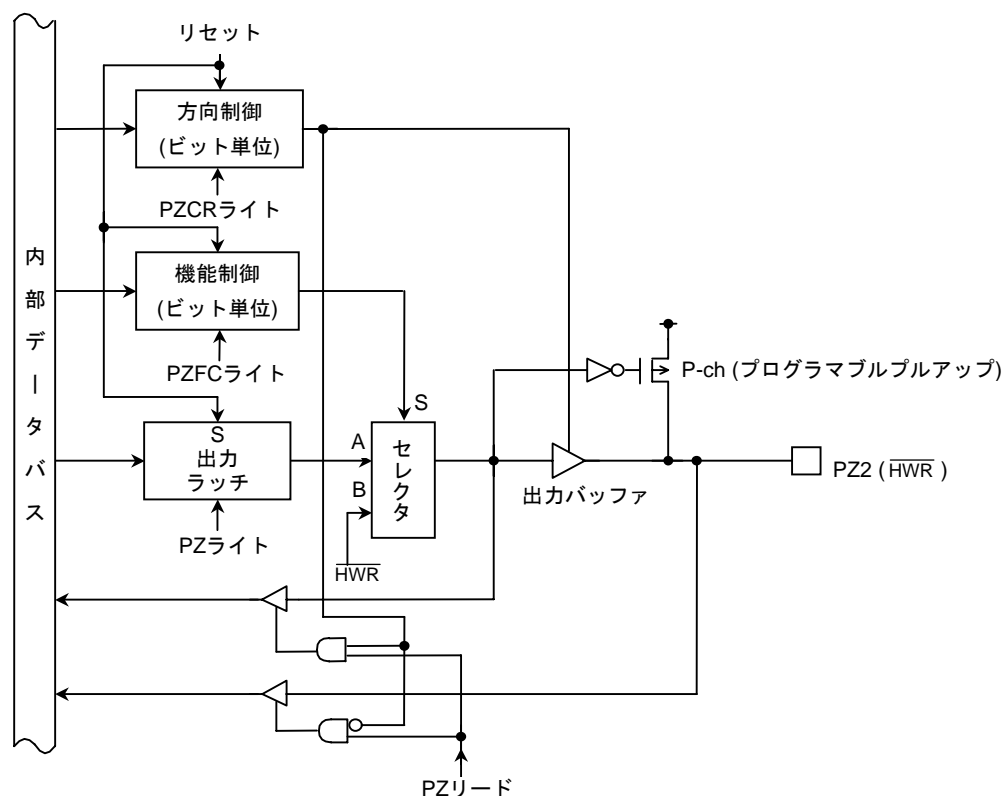 リセット
方向制御
(ビット単位)
PZCRライト
内部データバス
機能制御
(ビット単位)
PZFCライト
P-ch (プログラマブルプルアップ)
S
出力
ラッチ
PZライト
S
A
B
セレクタ
HWR
出力バッファ
PZ2 (HWR)
PZリード